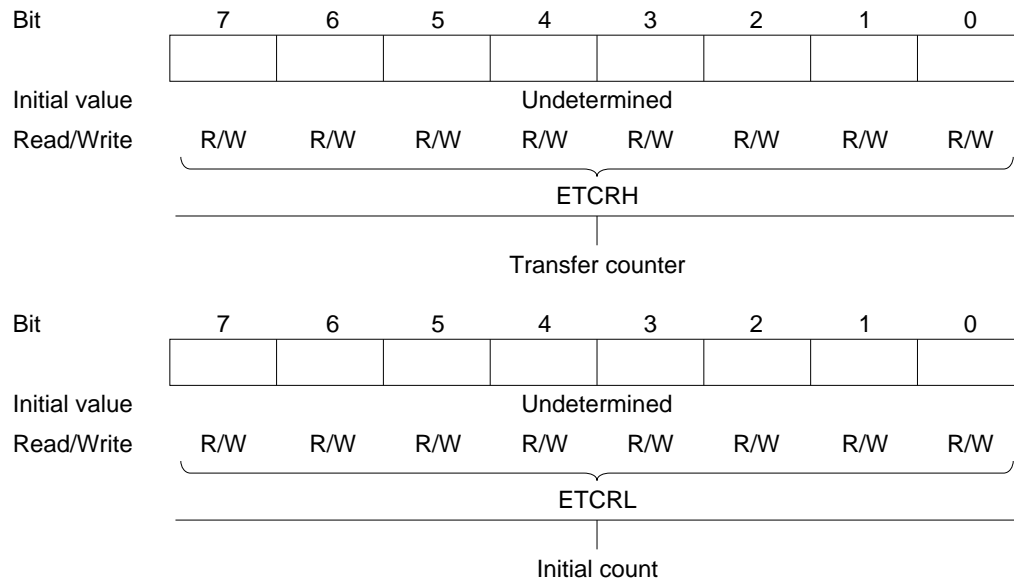 Bit 7 6 5 4 3 2 1 0
Initial value Undetermined
Read/Write R/W R/W R/W R/W R/W R/W R/W R/W
ETCRH
Transfer counter
Bit 7 6 5 4 3 2 1 0
Initial value Undetermined
Read/Write R/W R/W R/W R/W R/W R/W R/W R/W
ETCRL
Initial count